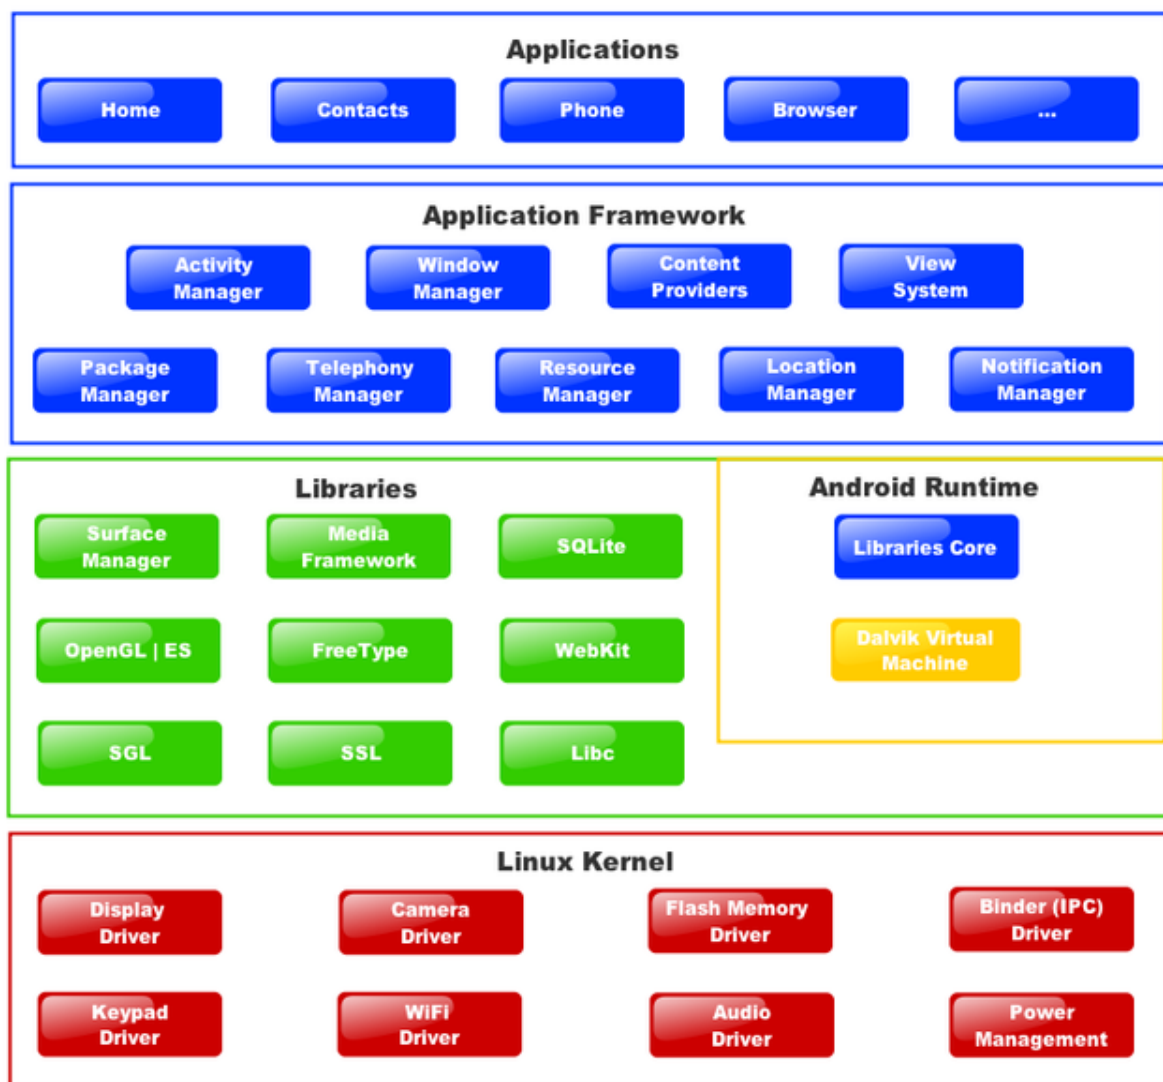 Applications
Home
Contacts
Phone
Browser
...
Application Framework
Activity
Manager
Window
Manager
Content
Providers
View
System
Package
Manager
Telephony
Manager
Resource
Manager
Location
Manager
Notification
Manager
Libraries
Surface
Manager
Media
Framework
SQLite
OpenGL | ES
FreeType
WebKit
SGL
SSL
Libc
Android Runtime
Libraries Core
Dalvik Virtual
Machine
Linux Kernel
Display
Driver
Camera
Driver
Flash Memory
Driver
Binder (IPC)
Driver
Keypad
Driver
WiFi
Driver
Audio
Driver
Power
Management